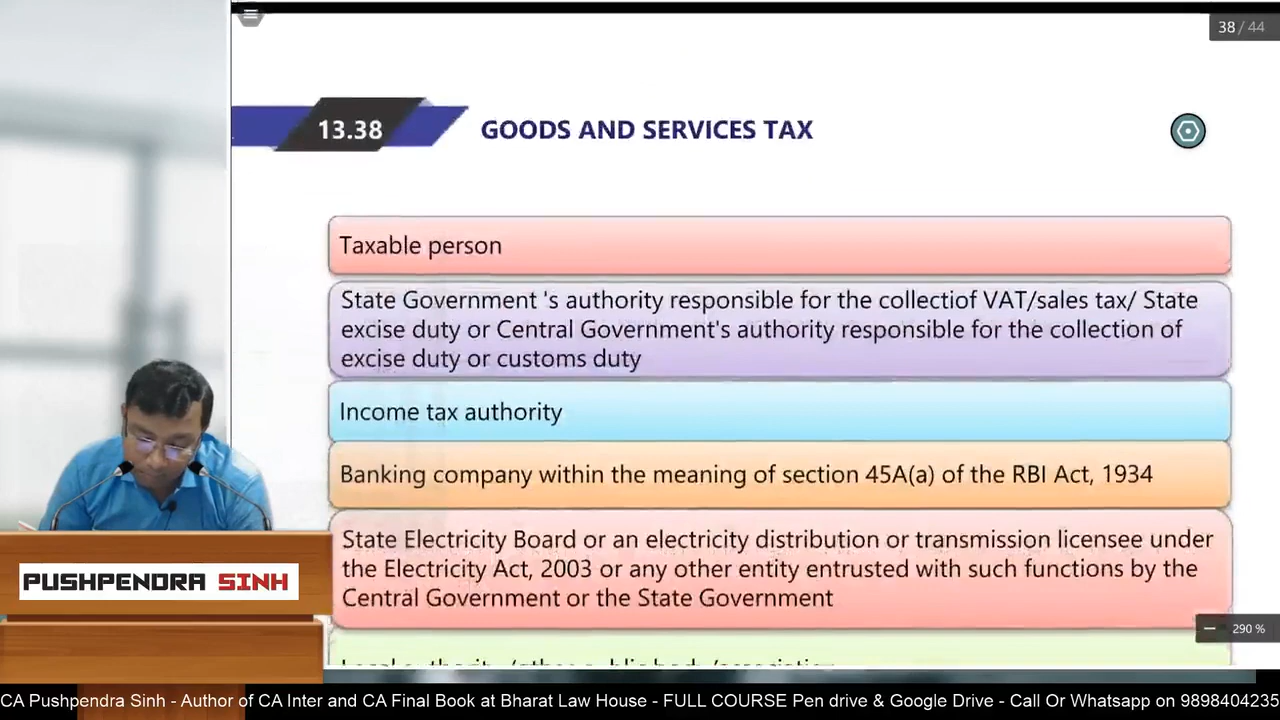 38 / 44
13.38
GOODS AND SERVICES TAX
Taxable person
State Government 's authority responsible for the collectiof VAT/sales tax/ State
excise duty or Central Government's authority responsible for the collection of
excise duty or customs duty
Income tax authority
Banking company within the meaning of section 45A(a) of the RBI Act, 1934
State Electricity Board or an electricity distribution or transmission licensee under
the Electricity Act, 2003 or any other entity entrusted with such functions by the
Central Government or the State Government
290 %
PUSHPENDRA SINH
CA Pushpendra Sinh - Author of CA Inter and CA Final Book at Bharat Law House - FULL COURSE Pen drive & Google Drive - Call Or Whatsapp on 9898404235